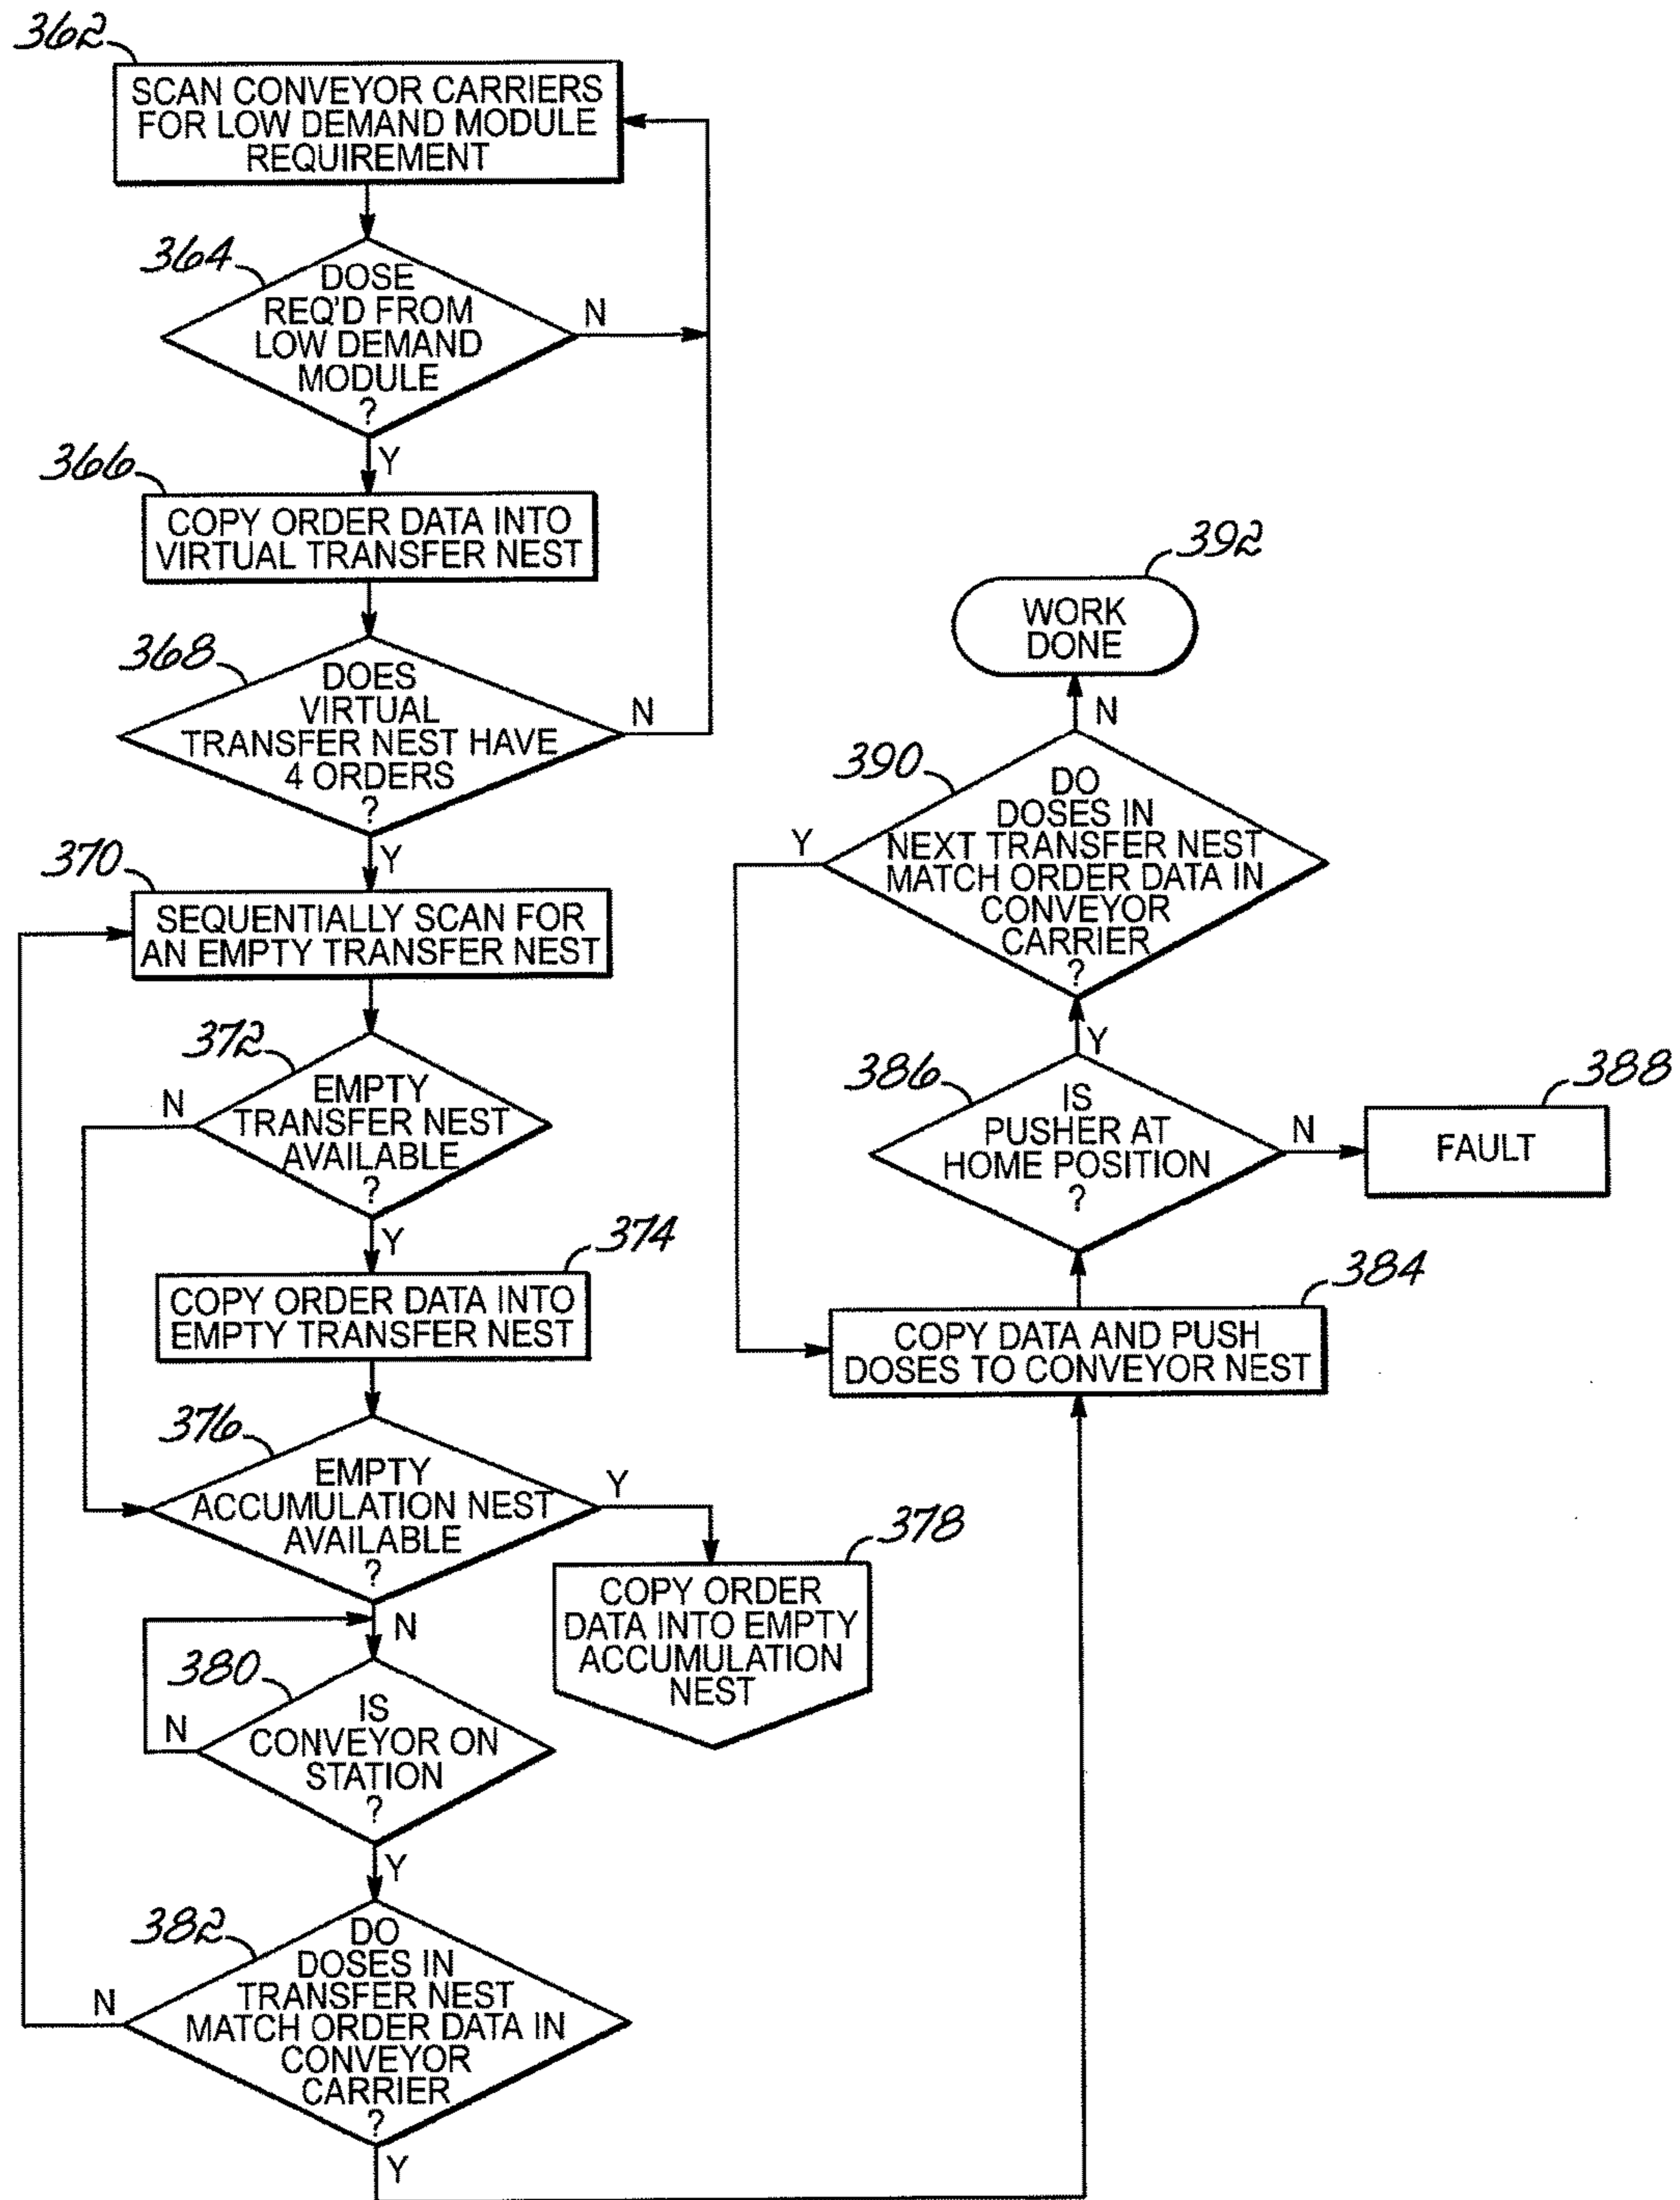 362
SCAN CONVEYOR CARRIERS
FOR LOW DEMAND MODULE
REQUIREMENT
364
DOSE
REQ'D FROM
LOW DEMAND
MODULE
?
N
Y
366
COPY ORDER DATA INTO
VIRTUAL TRANSFER NEST
368
DOES
VIRTUAL
TRANSFER NEST HAVE
4 ORDERS
?
N
Y
370
SEQUENTIALLY SCAN FOR
AN EMPTY TRANSFER NEST
372
EMPTY
TRANSFER NEST
AVAILABLE
?
N
Y
374
COPY ORDER DATA INTO
EMPTY TRANSFER NEST
376
EMPTY
ACCUMULATION NEST
AVAILABLE
?
Y
N
378
COPY ORDER
DATA INTO EMPTY
ACCUMULATION
NEST
380
IS
CONVEYOR ON
STATION
?
N
Y
382
DO
DOSES IN
TRANSFER NEST
MATCH ORDER DATA IN
CONVEYOR
CARRIER
?
N
Y
392
WORK
DONE
N
390
DO
DOSES IN
NEXT TRANSFER NEST
MATCH ORDER DATA IN
CONVEYOR
CARRIER
?
Y
Y
386
IS
PUSHER AT
HOME POSITION
?
N
388
FAULT
384
COPY DATA AND PUSH
DOSES TO CONVEYOR NEST